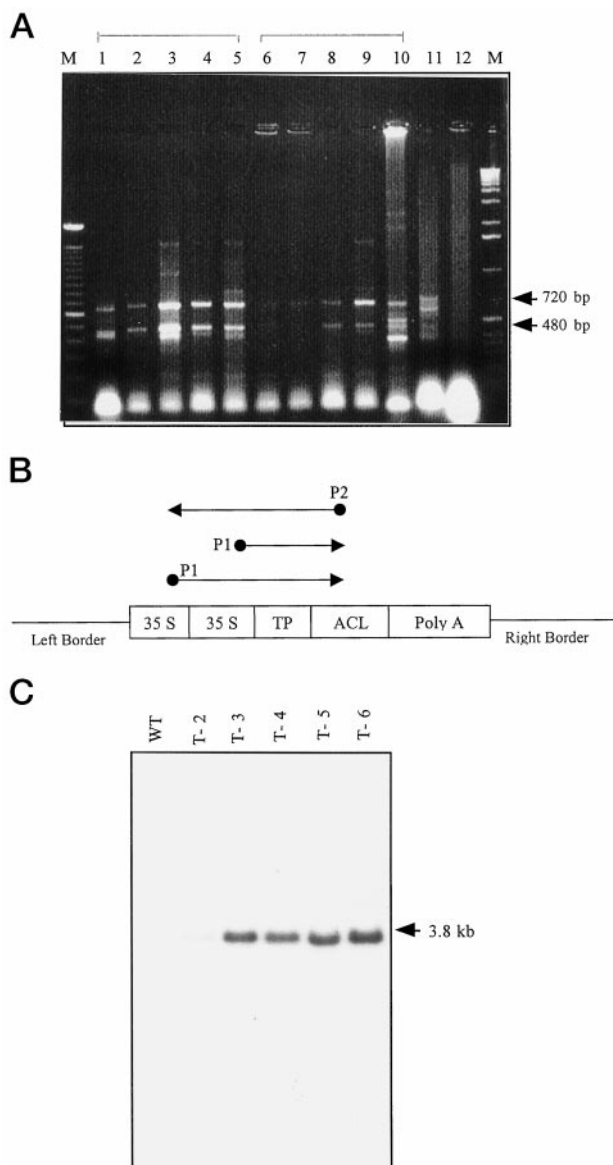 A
M 1 2 3 4 5 6 7 8 9 10 11 12 M
720 bp
480 bp
B
P2
P1
P1
35 S 35 S TP ACL Poly A
Left Border Right Border
C
WT T- 2 T- 3 T- 4 T- 5 T- 6
3.8 kb